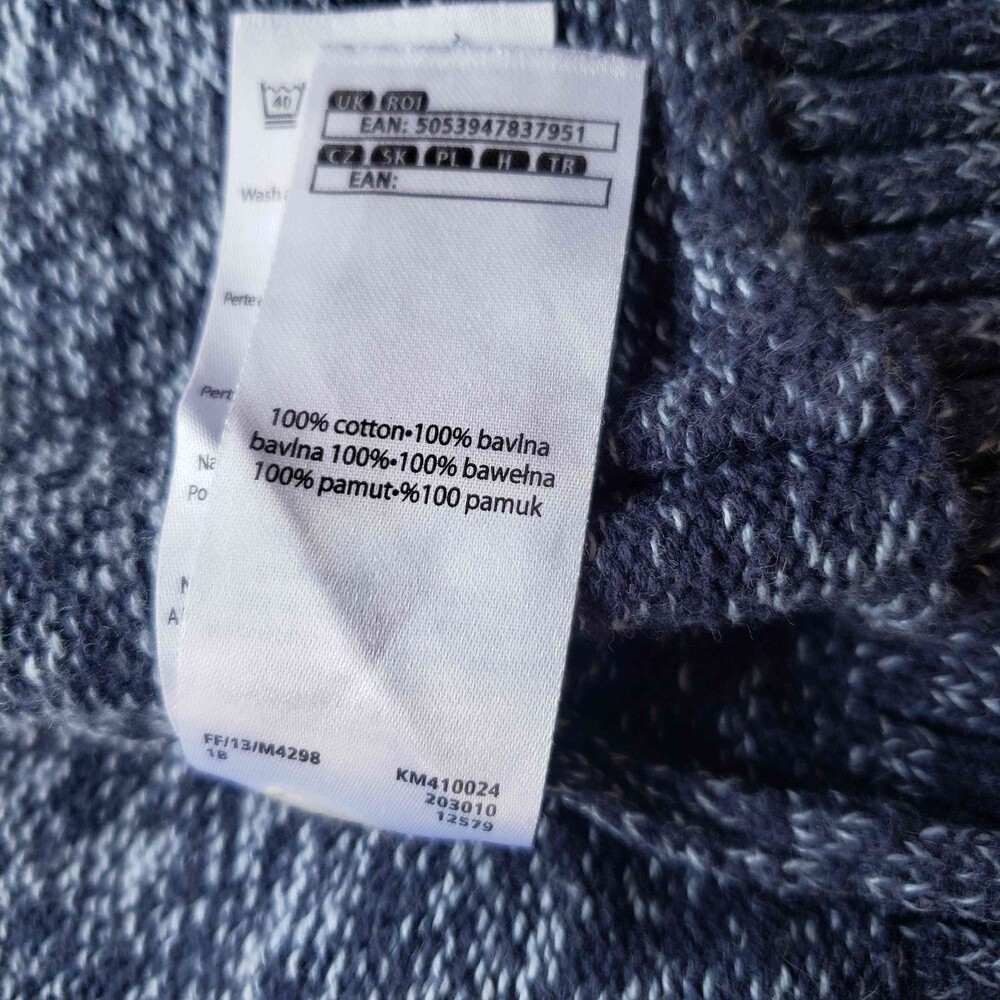 40
Wash
Perte
Pert
Na
Po
UK ROI
EAN: 5053947837951
CZ SK PL H TR
EAN:
100% cotton•100% bavlna
bavlna 100%•100% bawełna
100% pamut•%100 pamuk
FF/13/M4298
1B
KM410024
203010
12579